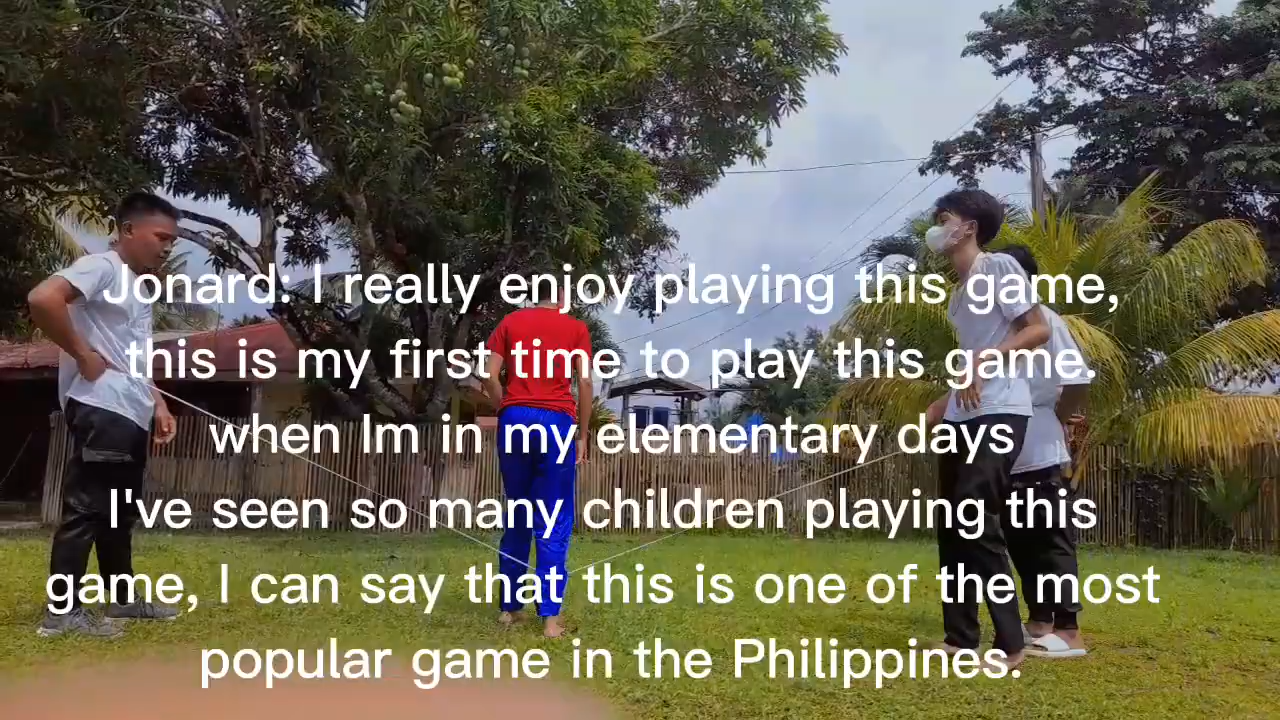 Jonard: I really enjoy playing this game,
this is my first time to play this game.
when Im in my elementary days
I've seen so many children playing this
game, I can say that this is one of the most
popular game in the Philippines.